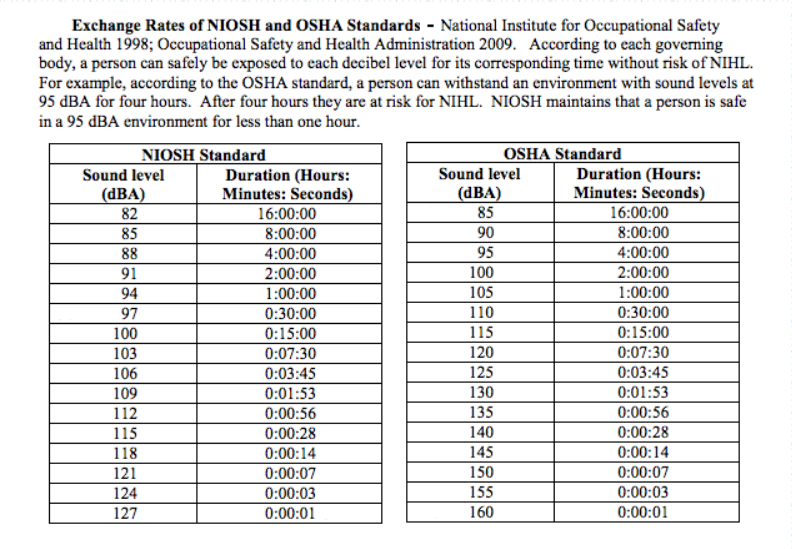 Exchange Rates of NIOSH and OSHA Standards - National Institute for Occupational Safety
and Health 1998; Occupational Safety and Health Administration 2009. According to each governing
body, a person can safely be exposed to each decibel level for its corresponding time without risk of NIHL.
For example, according to the OSHA standard, a person can withstand an environment with sound levels at
95 dBA for four hours. After four hours they are at risk for NIHL. NIOSH maintains that a person is safe
in a 95 dBA environment for less than one hour.
NIOSH Standard
Sound level Duration (Hours:
(dBA) Minutes: Seconds)
82 16:00:00
85 8:00:00
88 4:00:00
91 2:00:00
94 1:00:00
97 0:30:00
100 0:15:00
103 0:07:30
106 0:03:45
109 0:01:53
112 0:00:56
115 0:00:28
118 0:00:14
121 0:00:07
124 0:00:03
127 0:00:01
OSHA Standard
Sound level Duration (Hours:
(dBA) Minutes: Seconds)
85 16:00:00
90 8:00:00
95 4:00:00
100 2:00:00
105 1:00:00
110 0:30:00
115 0:15:00
120 0:07:30
125 0:03:45
130 0:01:53
135 0:00:56
140 0:00:28
145 0:00:14
150 0:00:07
155 0:00:03
160 0:00:01